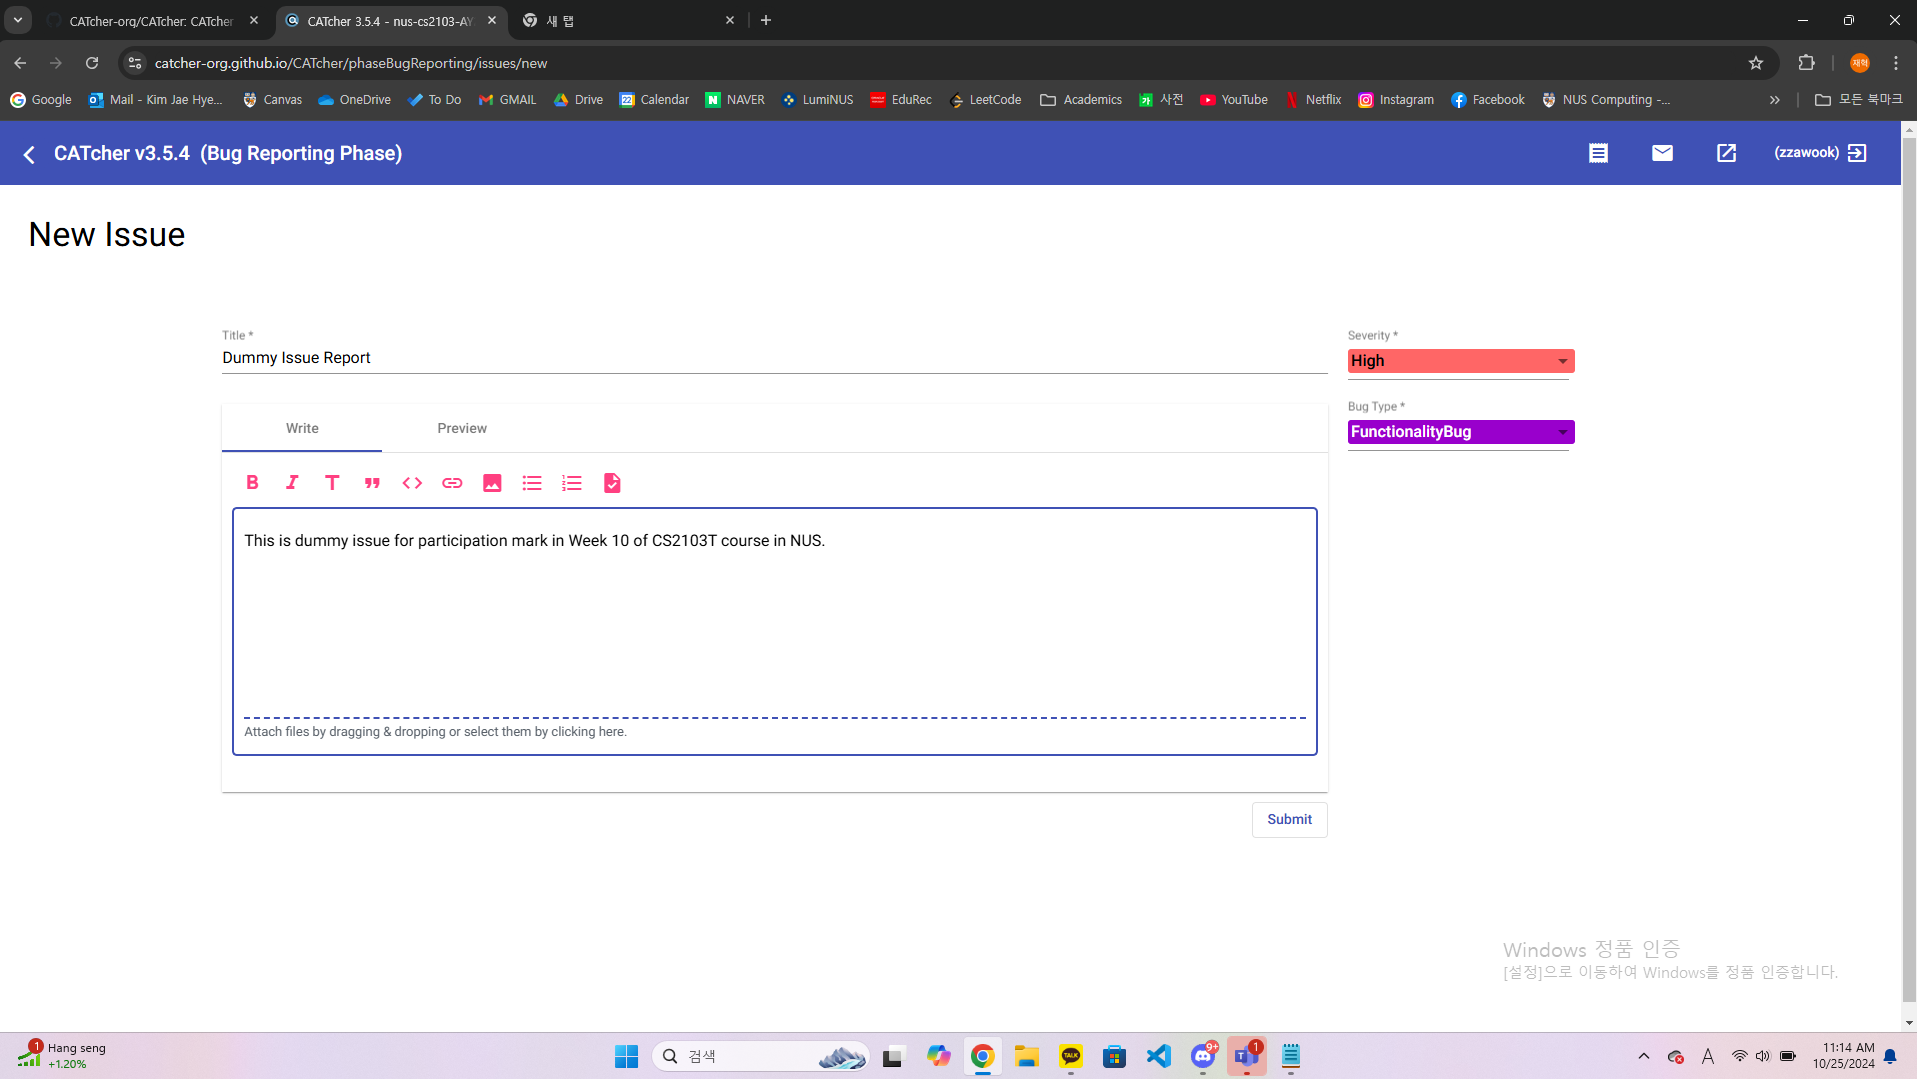 CATcher-org/CATcher: CATcher
CATcher 3.5.4 - nus-cs2103-AY
새 탭
catcher-org.github.io/CATcher/phaseBugReporting/issues/new
재혁
Google
Mail - Kim Jae Hye...
Canvas
OneDrive
To Do
GMAIL
Drive
Calendar
NAVER
LumiNUS
EduRec
LeetCode
Academics
사전
YouTube
Netflix
Instagram
Facebook
NUS Computing -...
모든 북마크
CATcher v3.5.4 (Bug Reporting Phase)
(zzawook)
New Issue
Title *
Dummy Issue Report
Severity *
High
Bug Type *
FunctionalityBug
Write
Preview
This is dummy issue for participation mark in Week 10 of CS2103T course in NUS.
Attach files by dragging & dropping or select them by clicking here.
Submit
Windows 정품 인증
[설정]으로 이동하여 Windows를 정품 인증합니다.
1
Hang seng
+1.20%
검색
TALK
9+
1
A
11:14 AM
10/25/2024